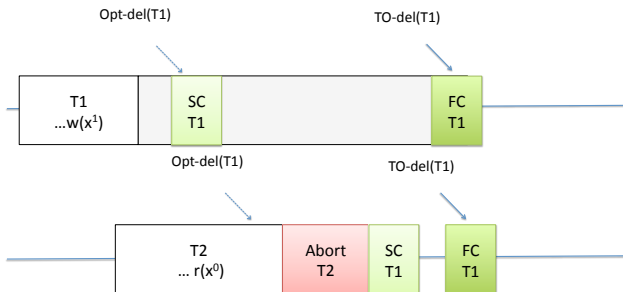 Opt-del(T1)
TO-del(T1)
T1
...w(x¹)
SC
T1
FC
T1
Opt-del(T1)
TO-del(T1)
T2
... r(x⁰)
Abort
T2
SC
T1
FC
T1